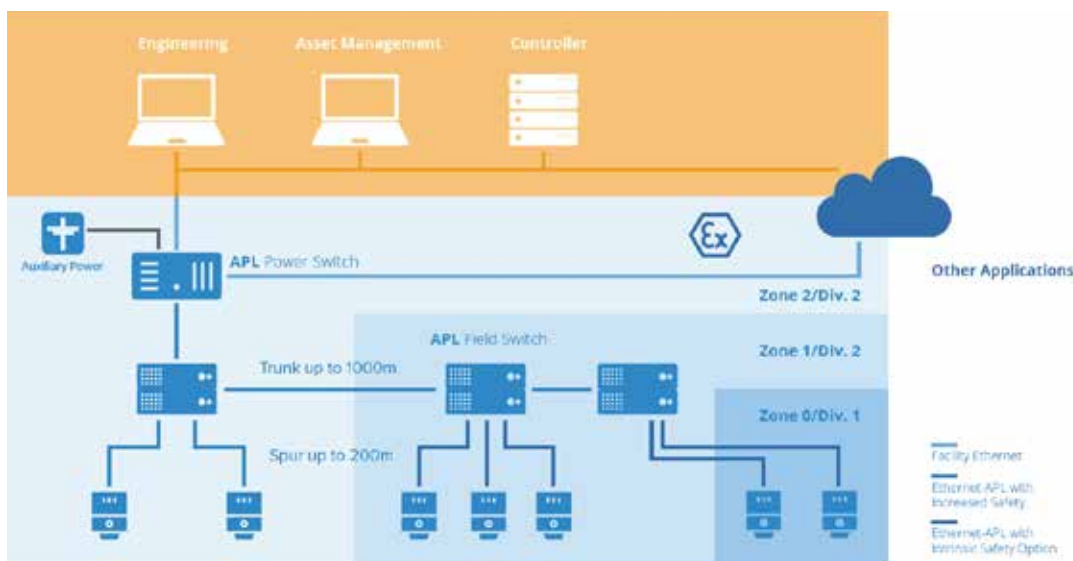 Engineering
Asset Management
Controller
Ex
Auxiliary Power
APL Power Switch
Other Applications
Zone 2/Div. 2
APL Field Switch
Zone 1/Div. 2
Trunk up to 1000m
Zone 0/Div. 1
Spur up to 200m
Facility Ethernet
Ethernet-APL with
Increased Safety
Ethernet-APL with
Intrinsic Safety Option